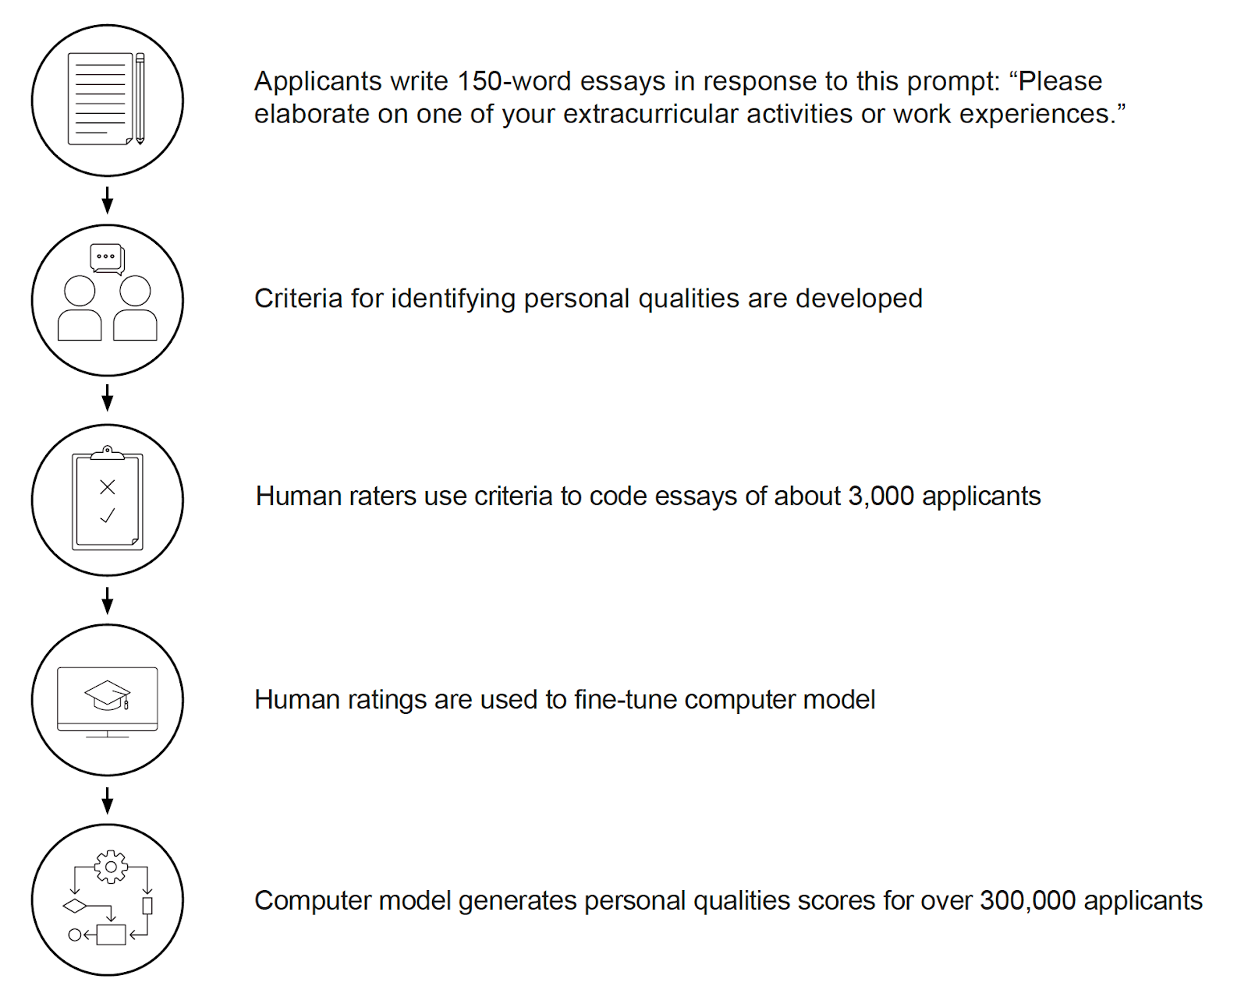 Applicants write 150-word essays in response to this prompt: “Please
elaborate on one of your extracurricular activities or work experiences.”
Criteria for identifying personal qualities are developed
Human raters use criteria to code essays of about 3,000 applicants
Human ratings are used to fine-tune computer model
Computer model generates personal qualities scores for over 300,000 applicants